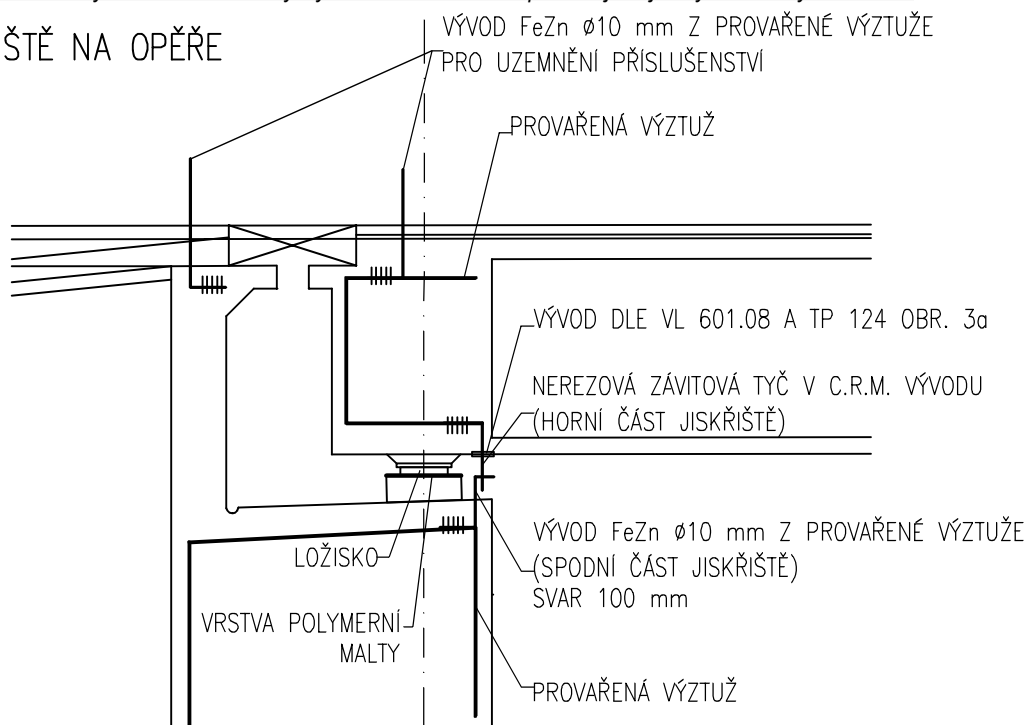 VÝVOD FeZn ø10 mm Z PROVAŘENÉ VÝZTUŽE
PRO UZEMNĚNÍ PŘÍSLUŠENSTVÍ
ŠTĚ NA OPĚŘE
PROVAŘENÁ VÝZTUŽ
VÝVOD DLE VL 601.08 A TP 124 OBR. 3a
NEREZOVÁ ZÁVITOVÁ TYČ V C.R.M. VÝVODU
(HORNÍ ČÁST JISKŘIŠTĚ)
VÝVOD FeZn ø10 mm Z PROVAŘENÉ VÝZTUŽE
(SPODNÍ ČÁST JISKŘIŠTĚ)
SVAR 100 mm
LOŽISKO
VRSTVA POLYMERNÍ
MALTY
PROVAŘENÁ VÝZTUŽ